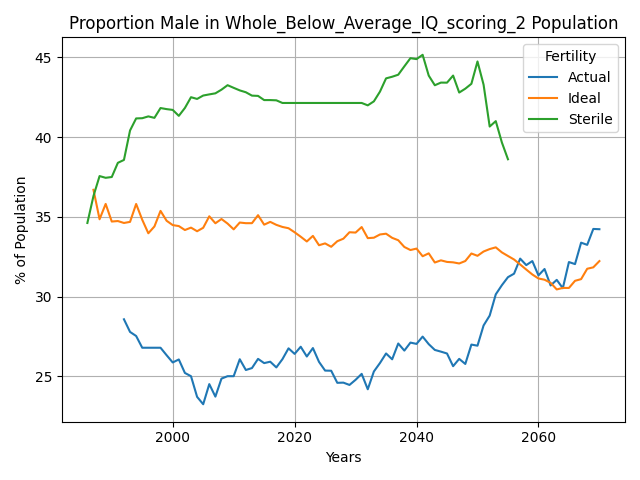 Proportion Male in Whole_Below_Average_IQ_scoring_2 Population
Fertility
Actual
Ideal
Sterile
% of Population
45
40
35
30
25
2000
2020
2040
2060
Years